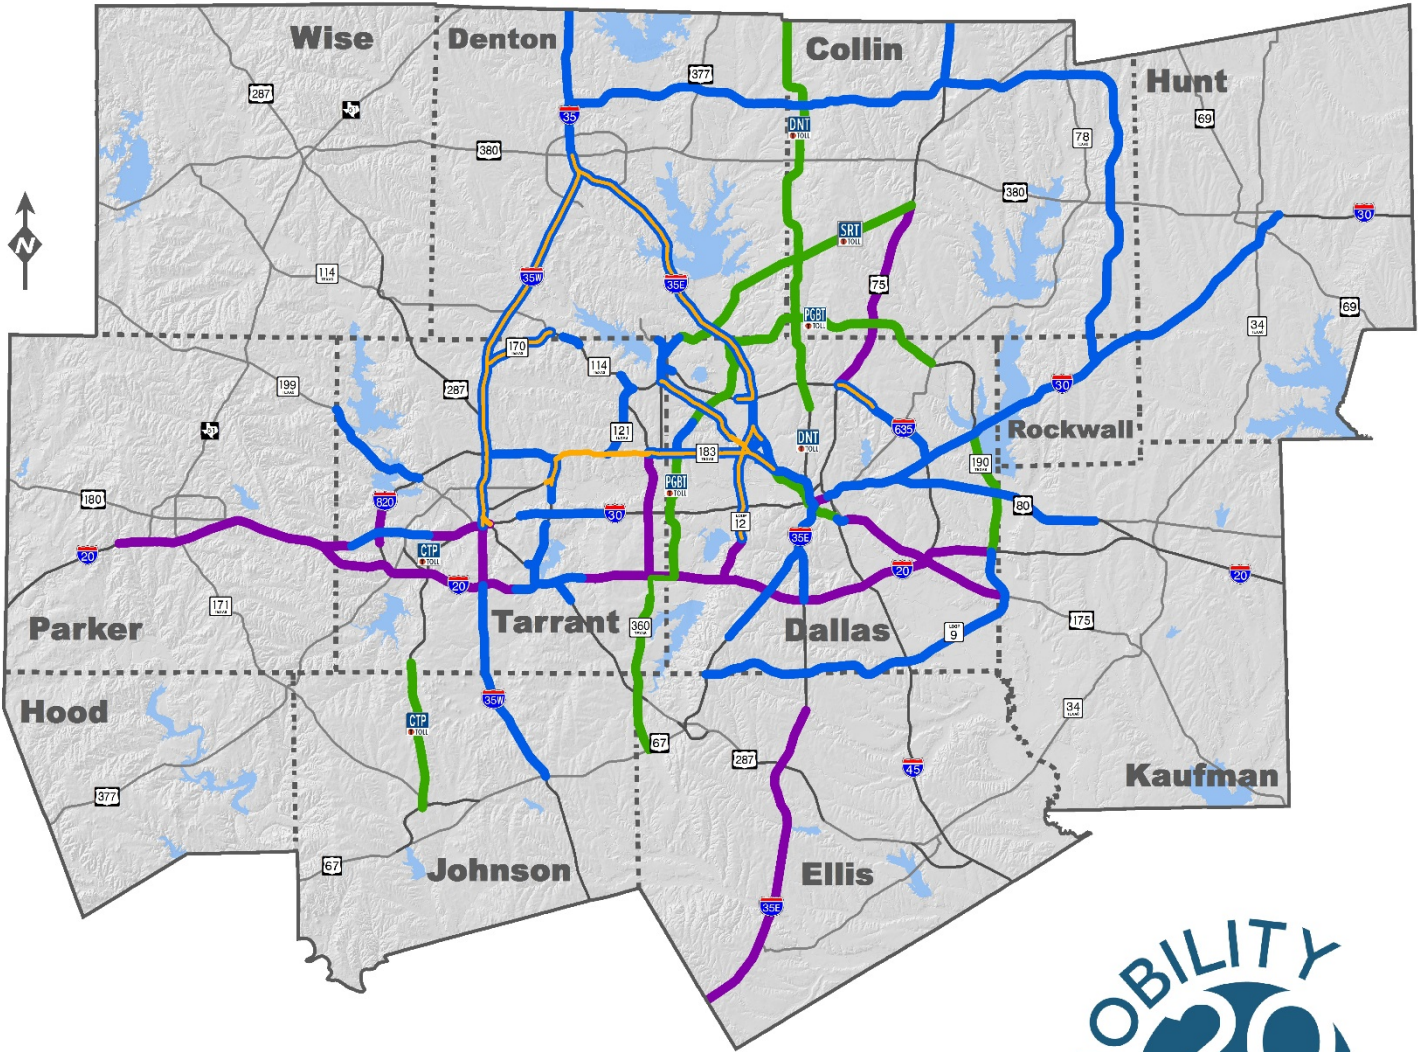 Wise
Denton
Collin
Hunt
377
287
69
35
DNT
TOLL
78
380
380
SRT
TOLL
30
114
35W
35E
75
69
PGBT
TOLL
34
170
114
199
287
30
121
635
Rockwall
183
DNT
TOLL
190
PGBT
TOLL
180
820
30
LOOP
12
80
35E
20
CTP
TOLL
20
20
20
171
Parker
Tarrant
360
Dallas
LOOP
9
175
Hood
35W
34
CTP
TOLL
67
287
45
Kaufman
377
67
Johnson
Ellis
35E
N
OBILITY
20